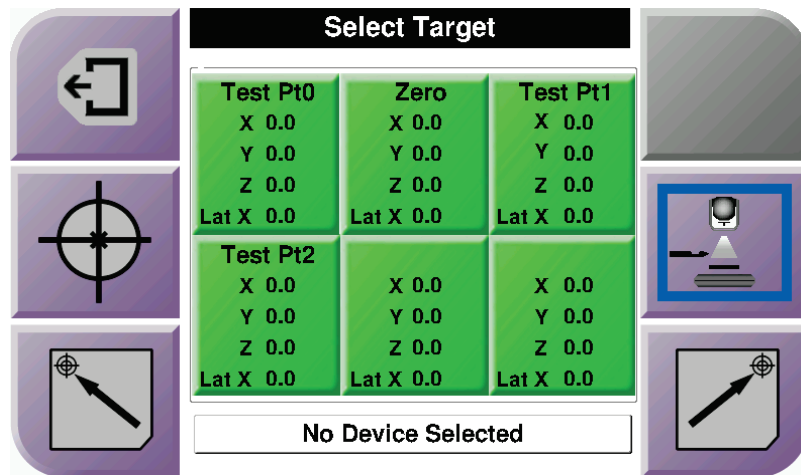 Select Target
Test Pt0 Zero Test Pt1
X 0.0 X 0.0 X 0.0
Y 0.0 Y 0.0 Y 0.0
Z 0.0 Z 0.0 Z 0.0
Lat X 0.0 Lat X 0.0 Lat X 0.0
Test Pt2
X 0.0 X 0.0 X 0.0
Y 0.0 Y 0.0 Y 0.0
Z 0.0 Z 0.0 Z 0.0
Lat X 0.0 Lat X 0.0 Lat X 0.0
No Device Selected